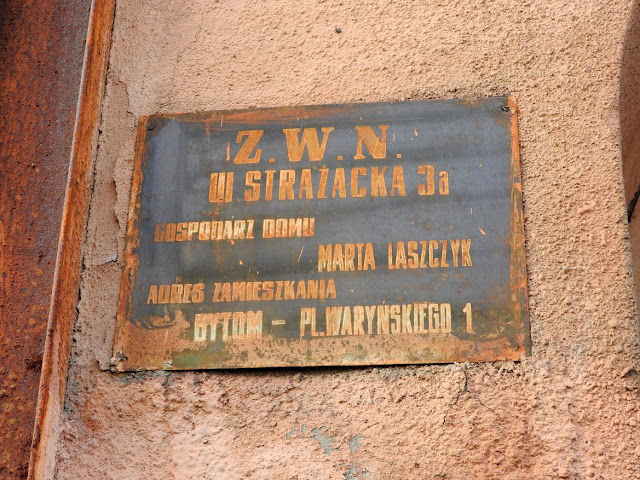 Z.W.N.
Ul STRAŻACKA 3a
GOSPODARZ DOMU
MARTA LASZCZYK
ADRES ZAMIESZKANIA
BYTOM - PL.WARYŃSKIEGO 1